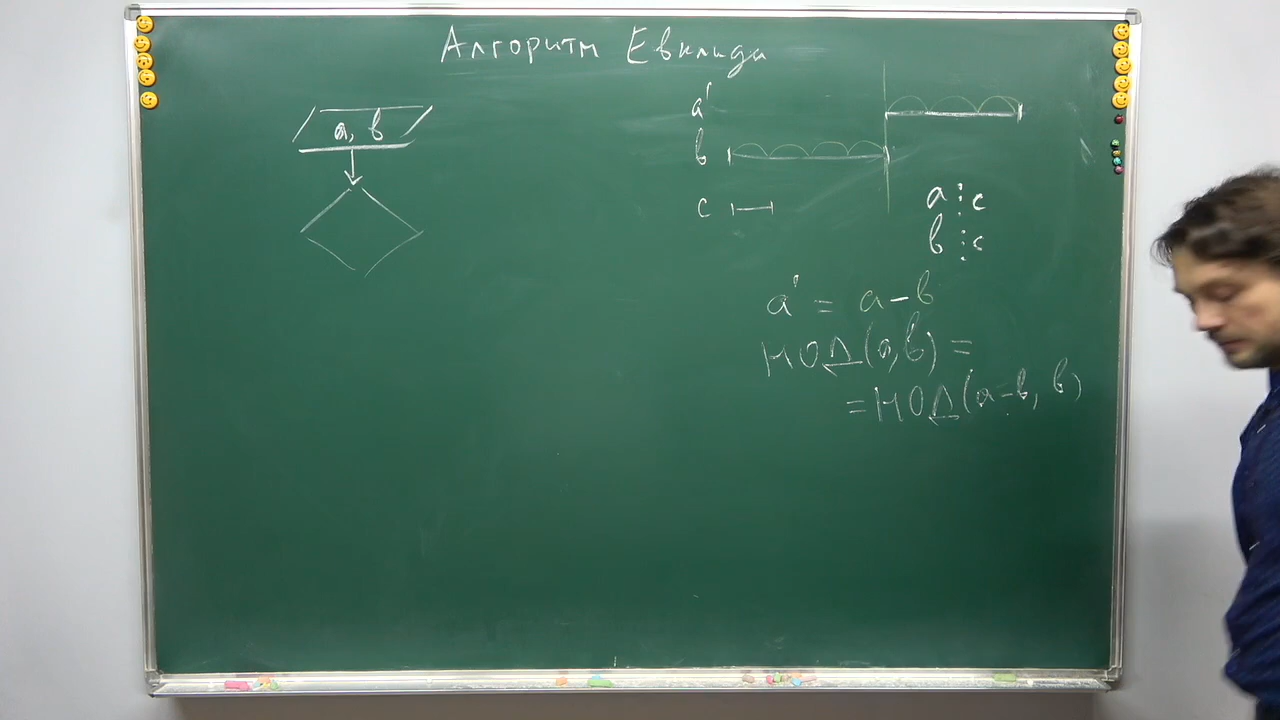 Алгоритм Евклида
a, b
a'
b
c
a ⋮ c
b ⋮ c
a' = a - b
НОД(a, b) =
= НОД(a - b, b)